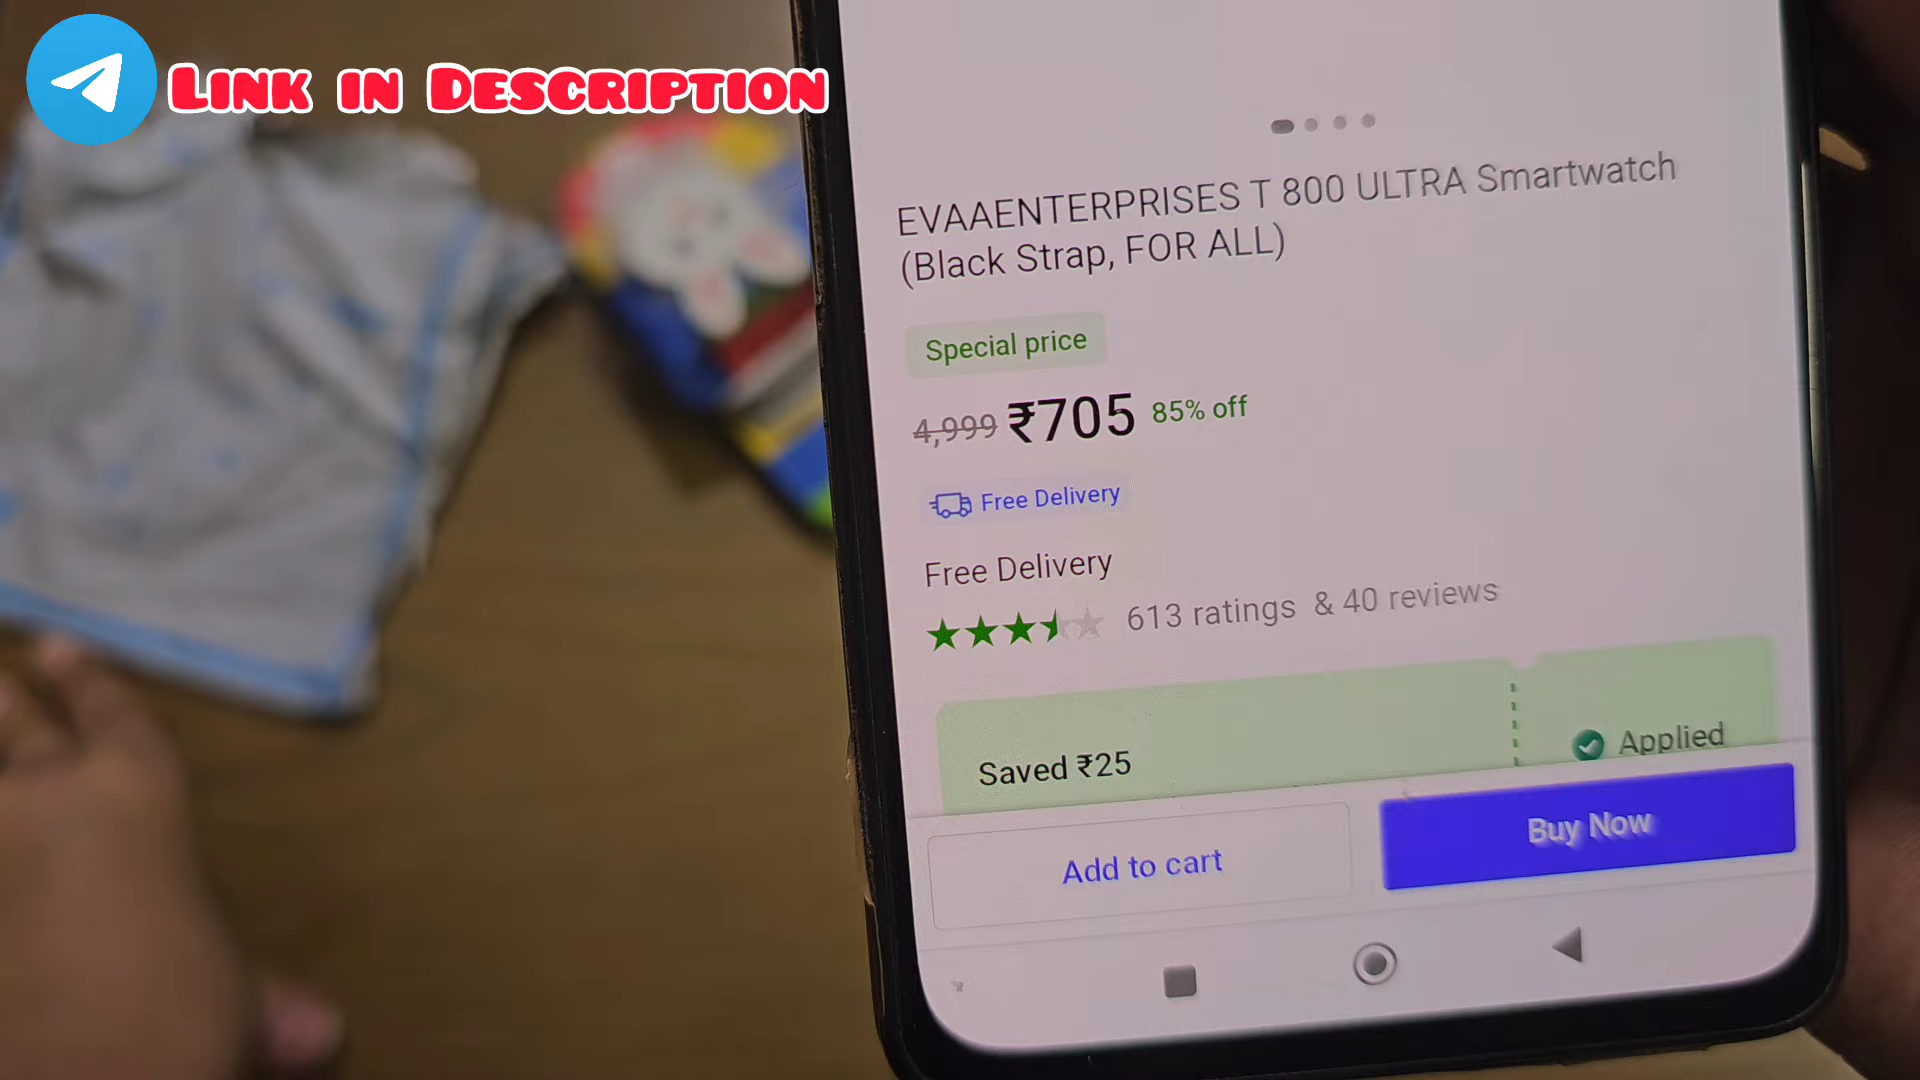 LINK IN DESCRIPTION
EVAAENTERPRISES T 800 ULTRA Smartwatch
(Black Strap, FOR ALL)
Special price
4,999 ₹705 85% off
Free Delivery
Free Delivery
613 ratings & 40 reviews
Saved ₹25
Applied
Add to cart
Buy Now